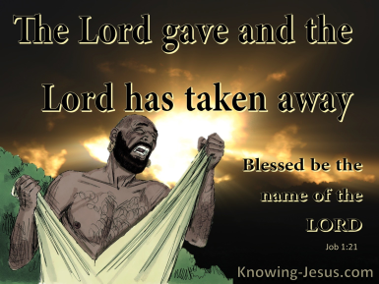 The Lord gave and the
Lord has taken away
Blessed be the
name of the
LORD
Job 1:21
Knowing-Jesus.com